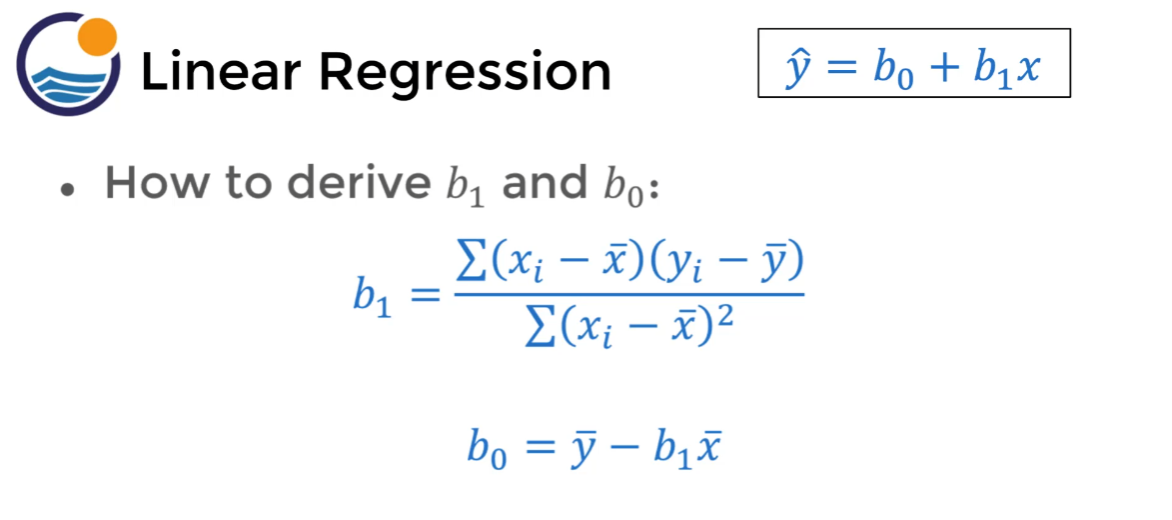 Linear Regression
ŷ = b₀ + b₁x
• How to derive b₁ and b₀:
b₁ = ∑(xᵢ − x̄)(yᵢ − ȳ) / ∑(xᵢ − x̄)²
b₀ = ȳ − b₁x̄